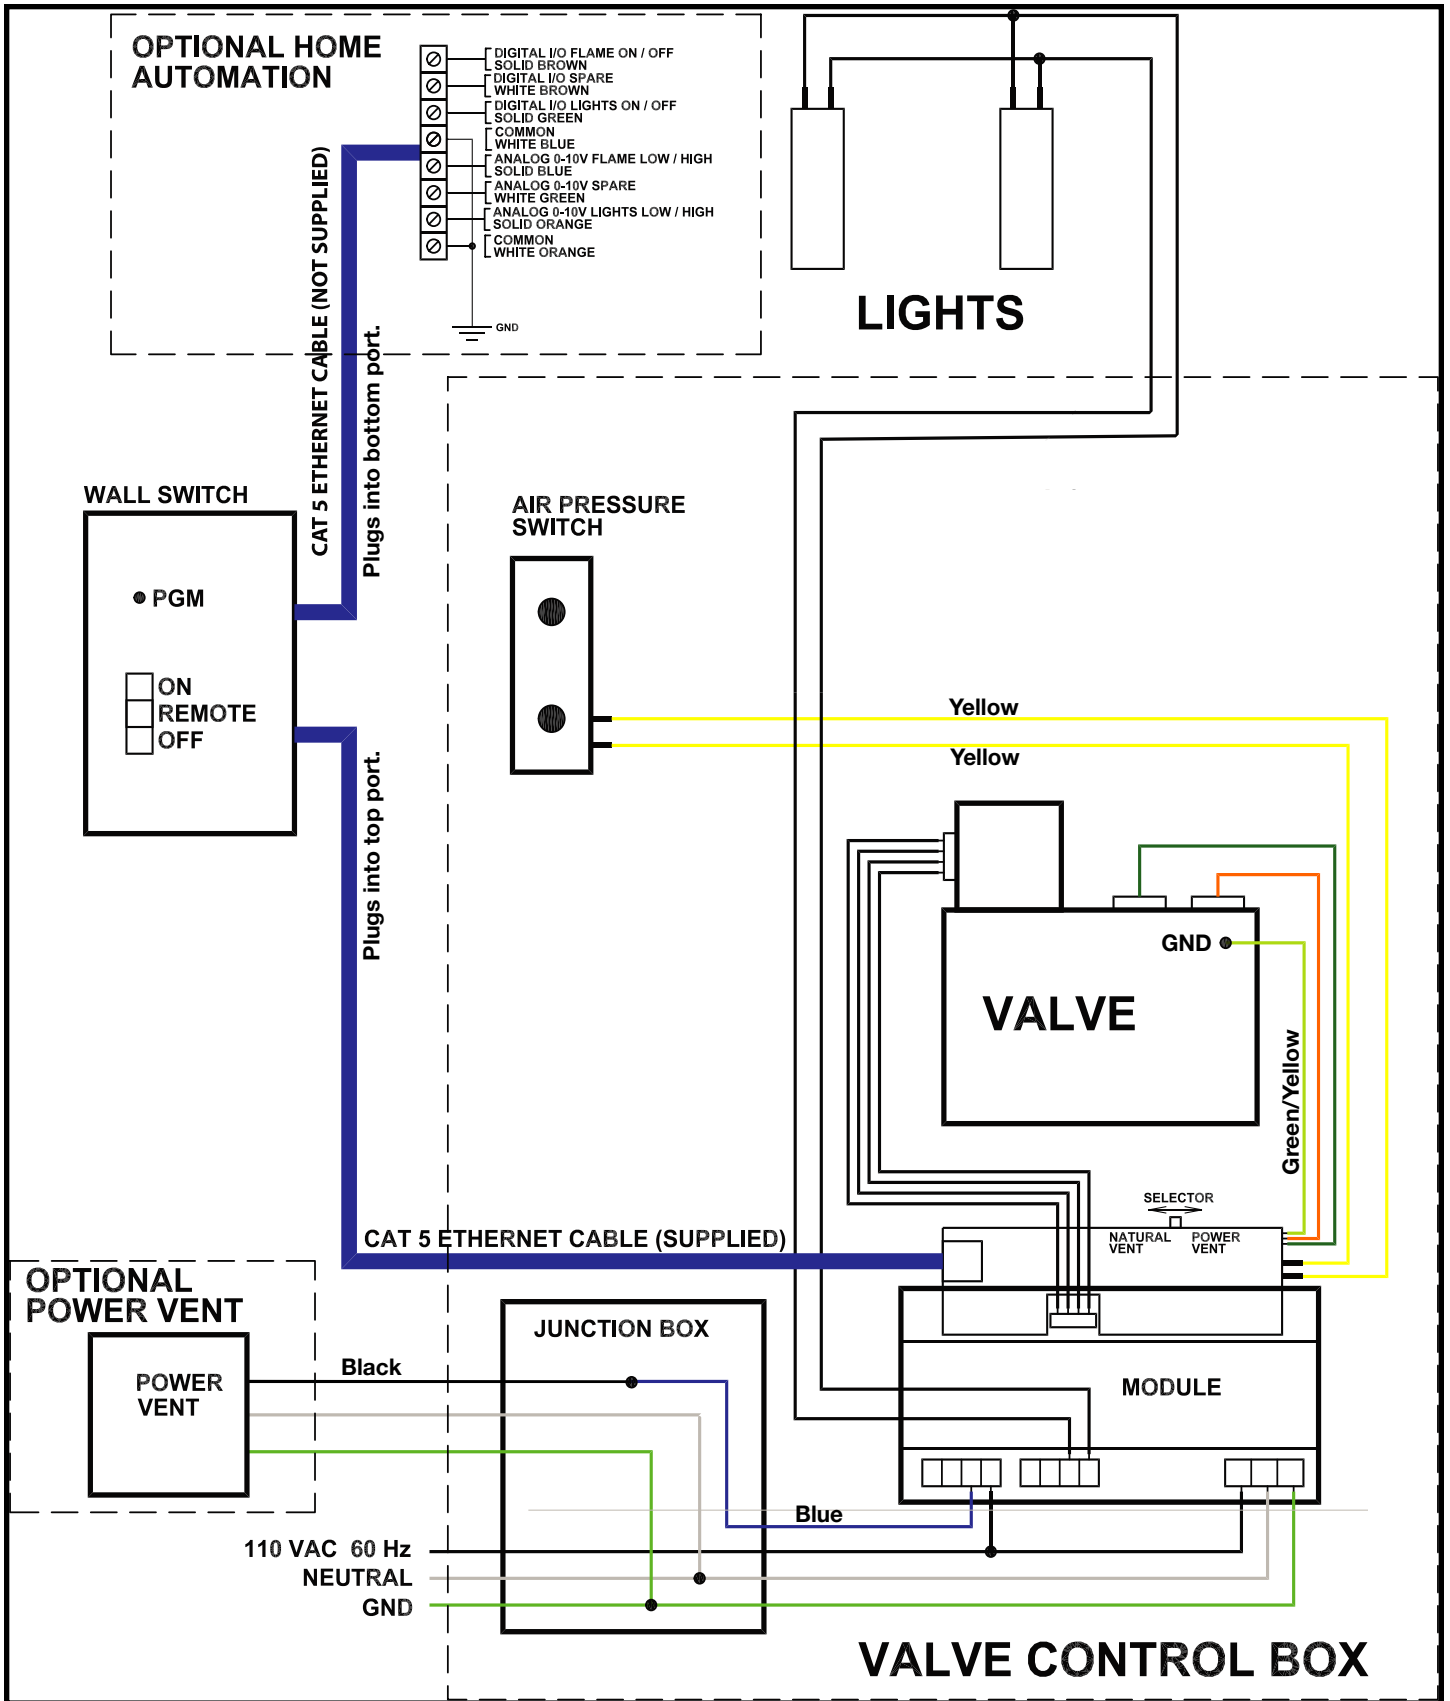 OPTIONAL HOME
AUTOMATION
DIGITAL I/O FLAME ON / OFF
SOLID BROWN
DIGITAL I/O SPARE
WHITE BROWN
DIGITAL I/O LIGHTS ON / OFF
SOLID GREEN
COMMON
WHITE BLUE
ANALOG 0-10V FLAME LOW / HIGH
SOLID BLUE
ANALOG 0-10V SPARE
WHITE GREEN
ANALOG 0-10V LIGHTS LOW / HIGH
SOLID ORANGE
COMMON
WHITE ORANGE
GND
LIGHTS
CAT 5 ETHERNET CABLE (NOT SUPPLIED)
Plugs into bottom port.
WALL SWITCH
PGM
ON
REMOTE
OFF
AIR PRESSURE
SWITCH
Yellow
Yellow
Plugs into top port.
GND
VALVE
Green/Yellow
SELECTOR
NATURAL
VENT
POWER
VENT
CAT 5 ETHERNET CABLE (SUPPLIED)
OPTIONAL
POWER VENT
POWER
VENT
Black
JUNCTION BOX
MODULE
Blue
110 VAC 60 Hz
NEUTRAL
GND
VALVE CONTROL BOX